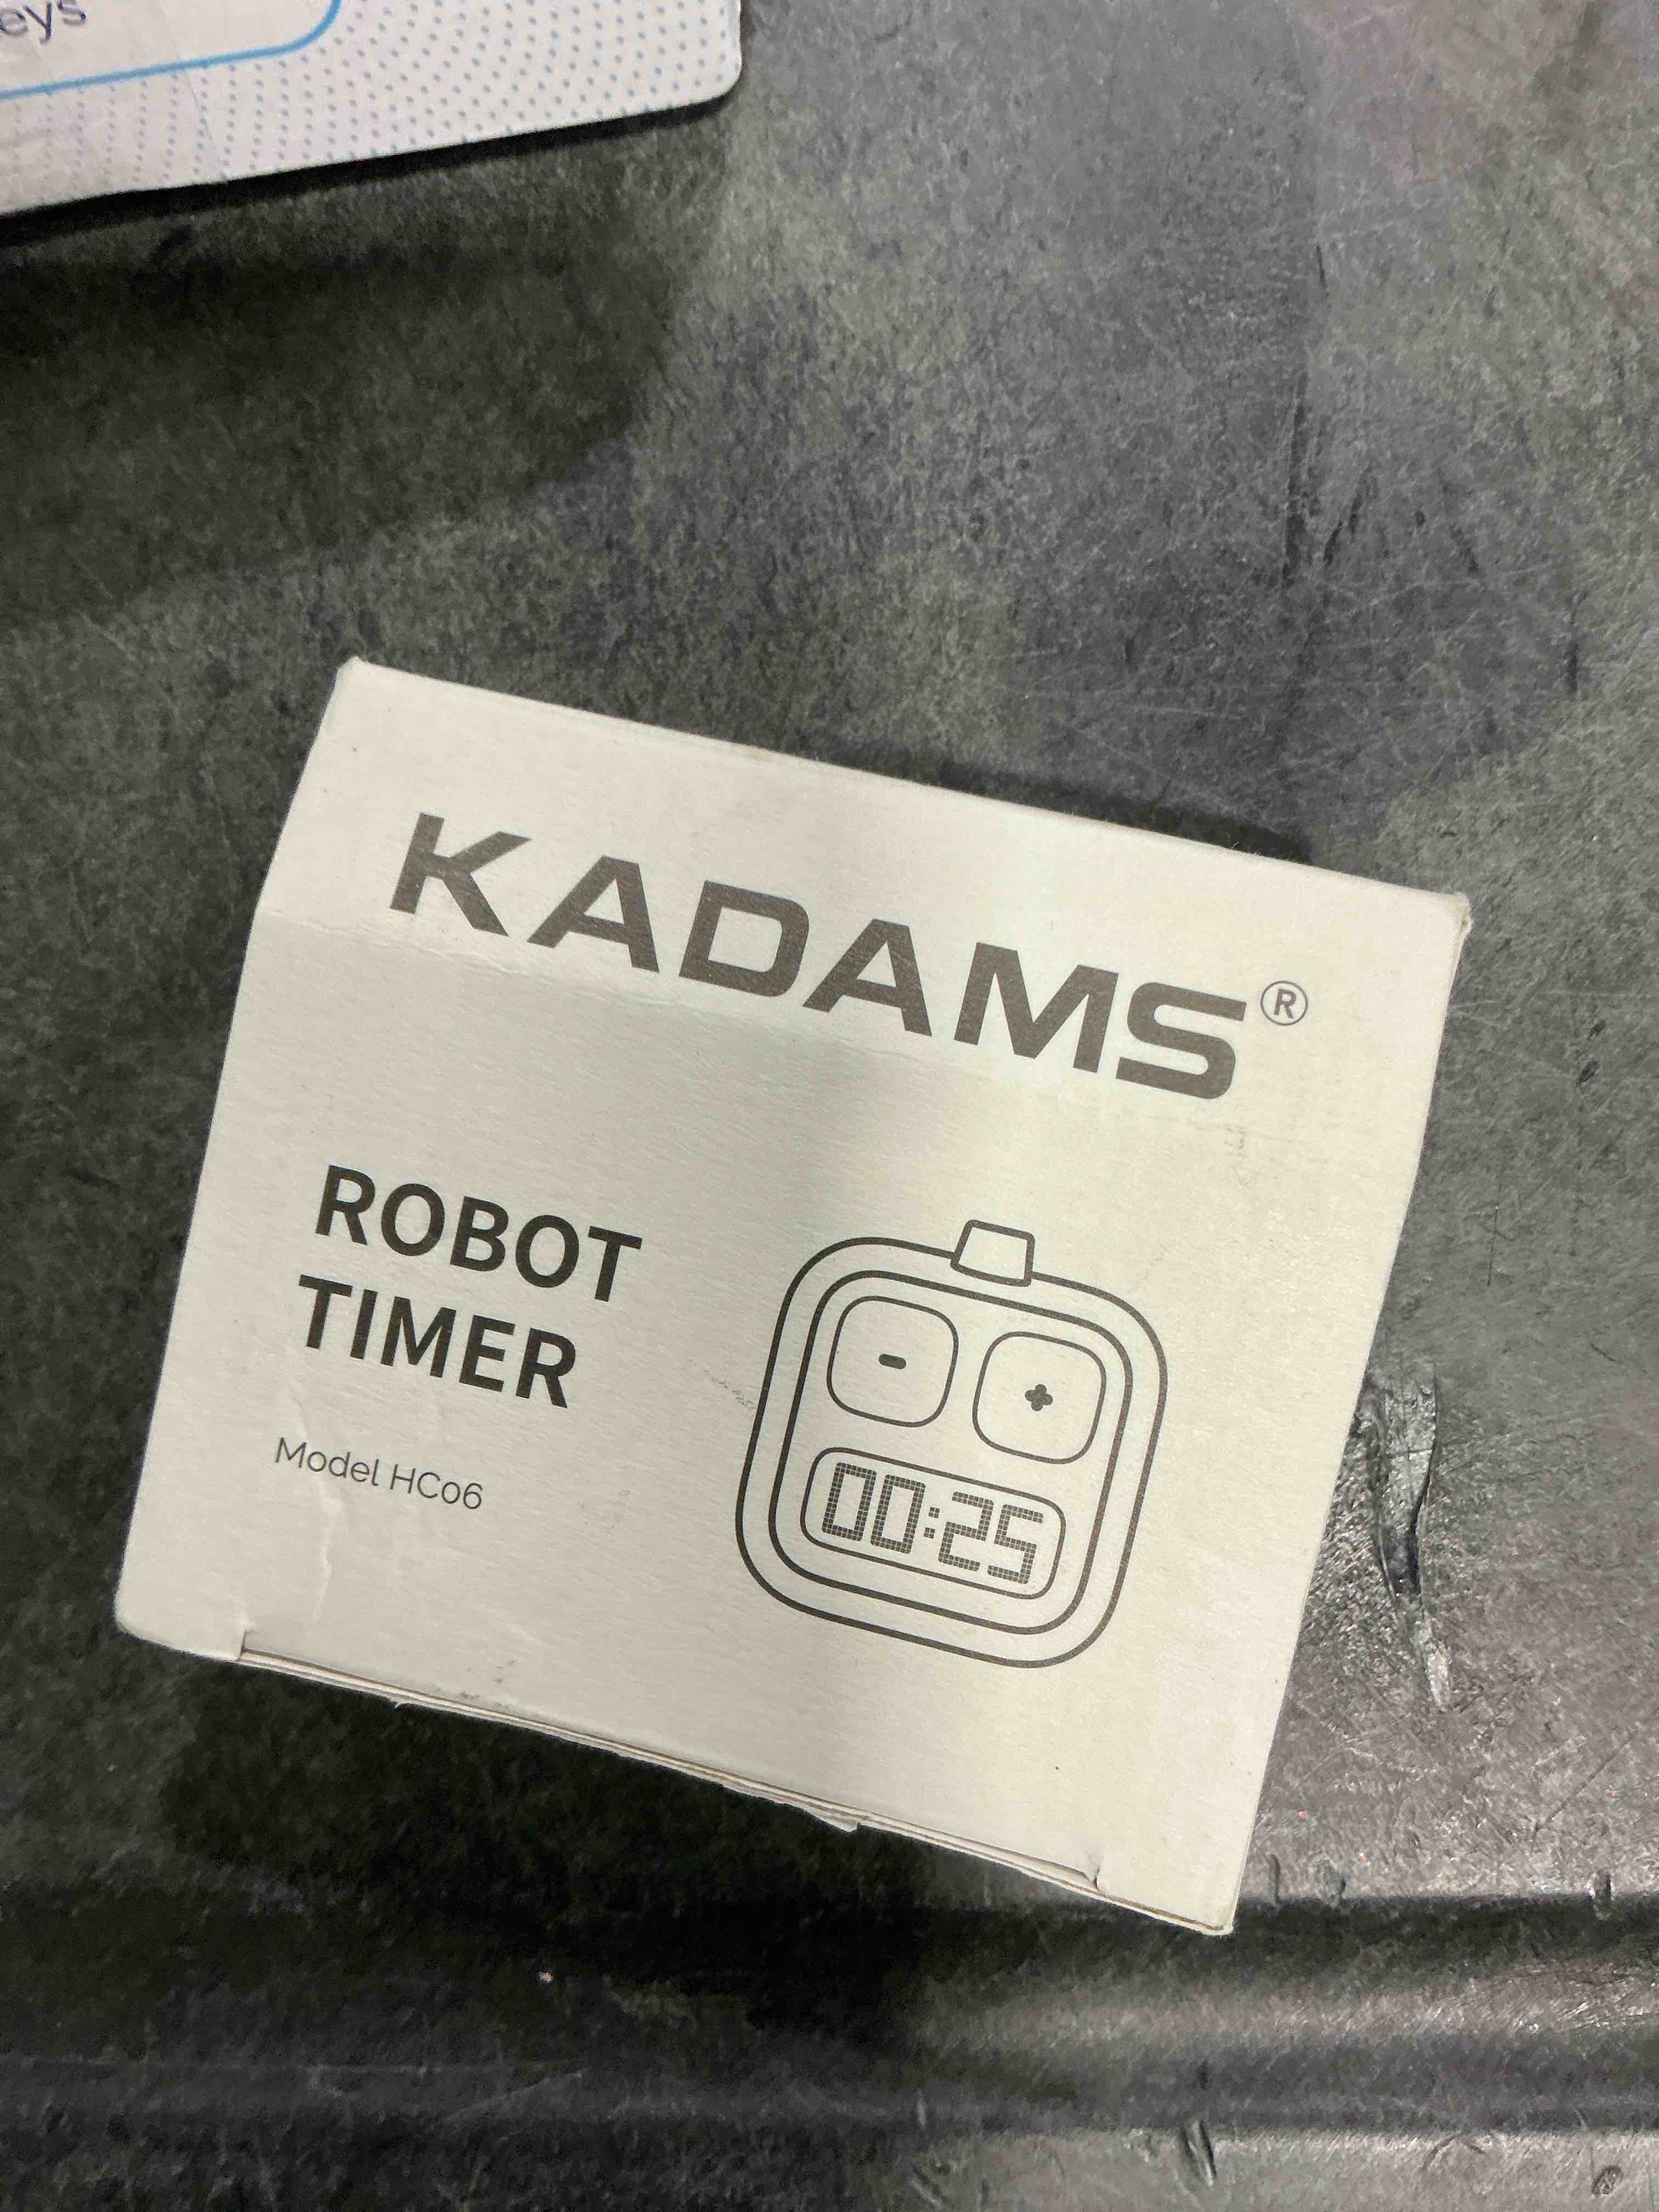 eys
KADAMS®
ROBOT
TIMER
Model HC06
- +
00:25